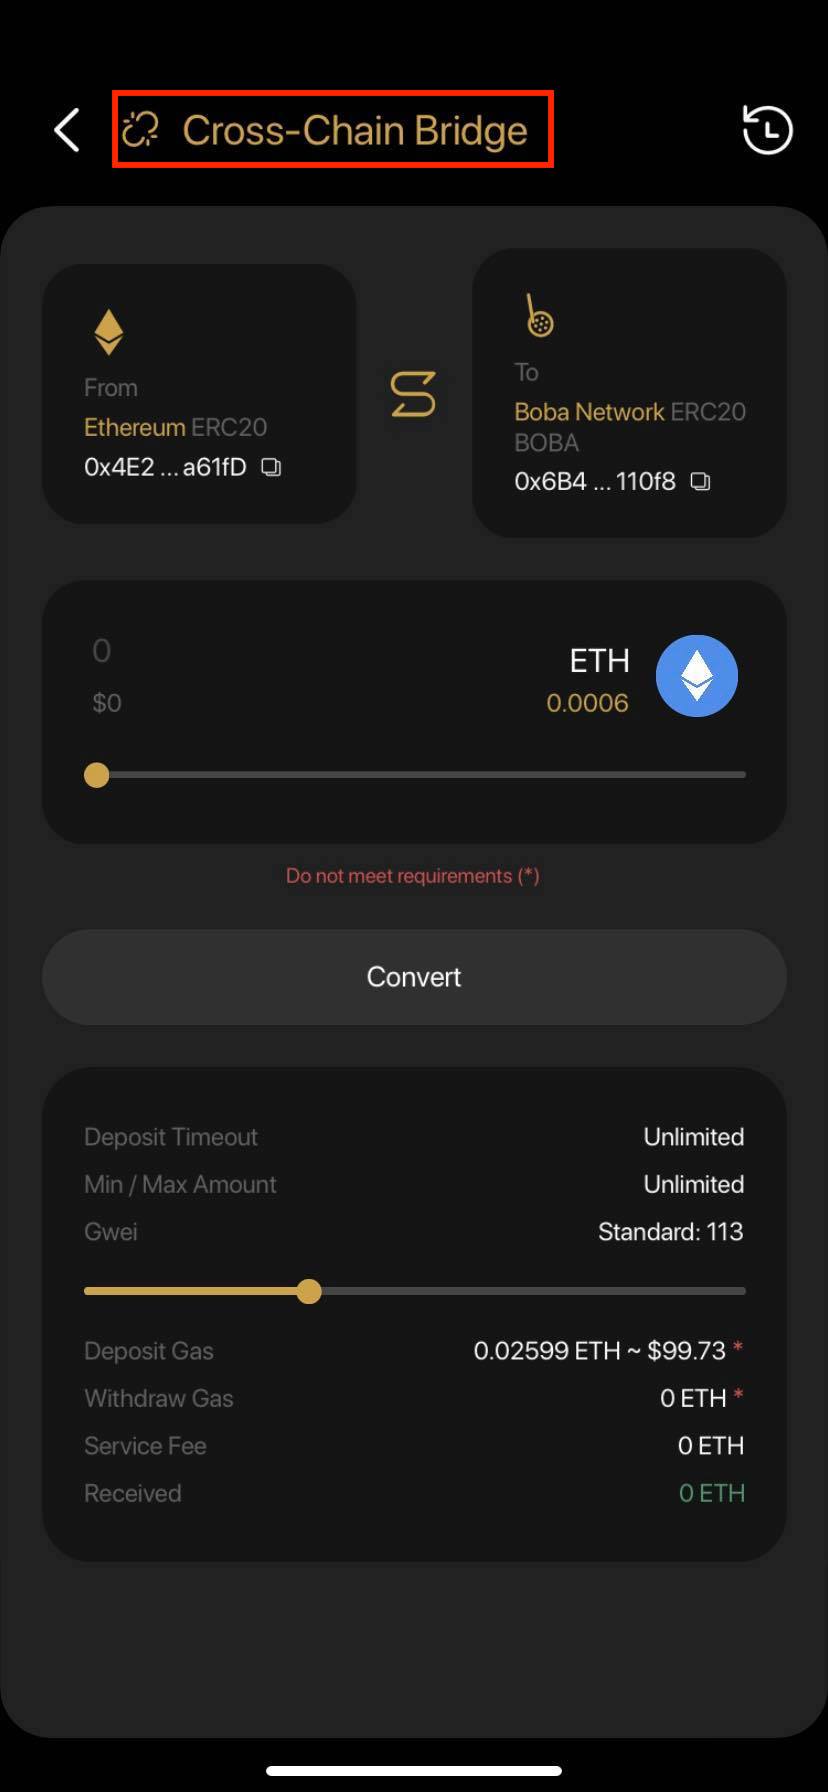 Cross-Chain Bridge
From
Ethereum ERC20
0x4E2 ... a61fD
To
Boba Network ERC20
BOBA
0x6B4 ... 110f8
0
$0
ETH
0.0006
Do not meet requirements (*)
Convert
Deposit Timeout Unlimited
Min / Max Amount Unlimited
Gwei Standard: 113
Deposit Gas 0.02599 ETH ~ $99.73 *
Withdraw Gas 0 ETH *
Service Fee 0 ETH
Received 0 ETH